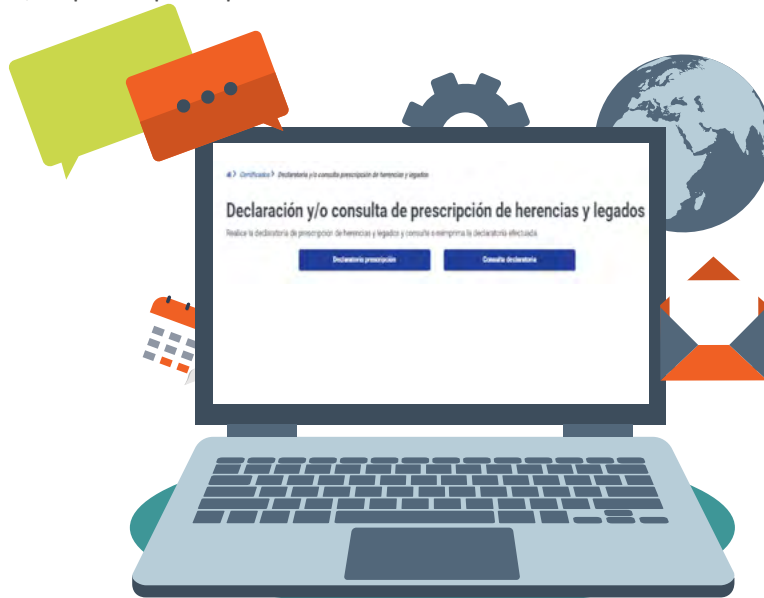 Certificados > Declaratoria y/o consulta prescripción de herencias y legados
Declaración y/o consulta de prescripción de herencias y legados
Realice la declaratoria de prescripción de herencias y legados y consulte o reimprima la declaratoria efectuada.
Declaratoria prescripción
Consulta declaratoria